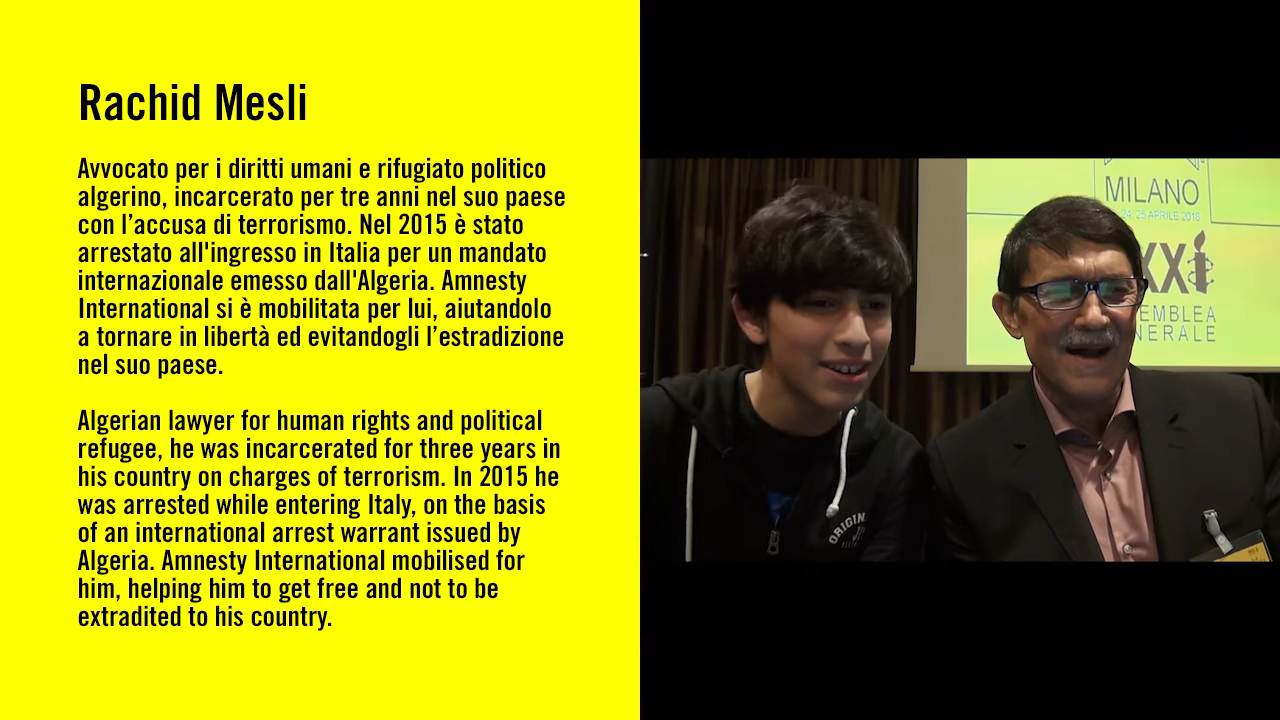 Rachid Mesli
Avvocato per i diritti umani e rifugiato politico
algerino, incarcerato per tre anni nel suo paese
con l’accusa di terrorismo. Nel 2015 è stato
arrestato all'ingresso in Italia per un mandato
internazionale emesso dall'Algeria. Amnesty
International si è mobilitata per lui, aiutandolo
a tornare in libertà ed evitandogli l’estradizione
nel suo paese.
Algerian lawyer for human rights and political
refugee, he was incarcerated for three years in
his country on charges of terrorism. In 2015 he
was arrested while entering Italy, on the basis
of an international arrest warrant issued by
Algeria. Amnesty International mobilised for
him, helping him to get free and not to be
extradited to his country.
MILANO
24, 25 APRILE 2016
XXI
EMBLEA
NERALE
ORIGIN